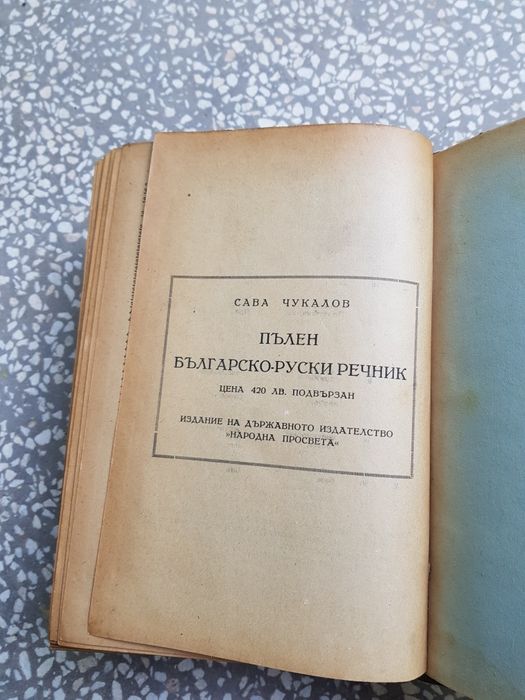 САВА ЧУКАЛОВ
ПЪЛЕН
БЪЛГАРСКО-РУСКИ РЕЧНИК
ЦЕНА 420 ЛВ. ПОДВЪРЗАН
ИЗДАНИЕ НА ДЪРЖАВНОТО ИЗДАТЕЛСТВО
»НАРОДНА ПРОСВЕТА«